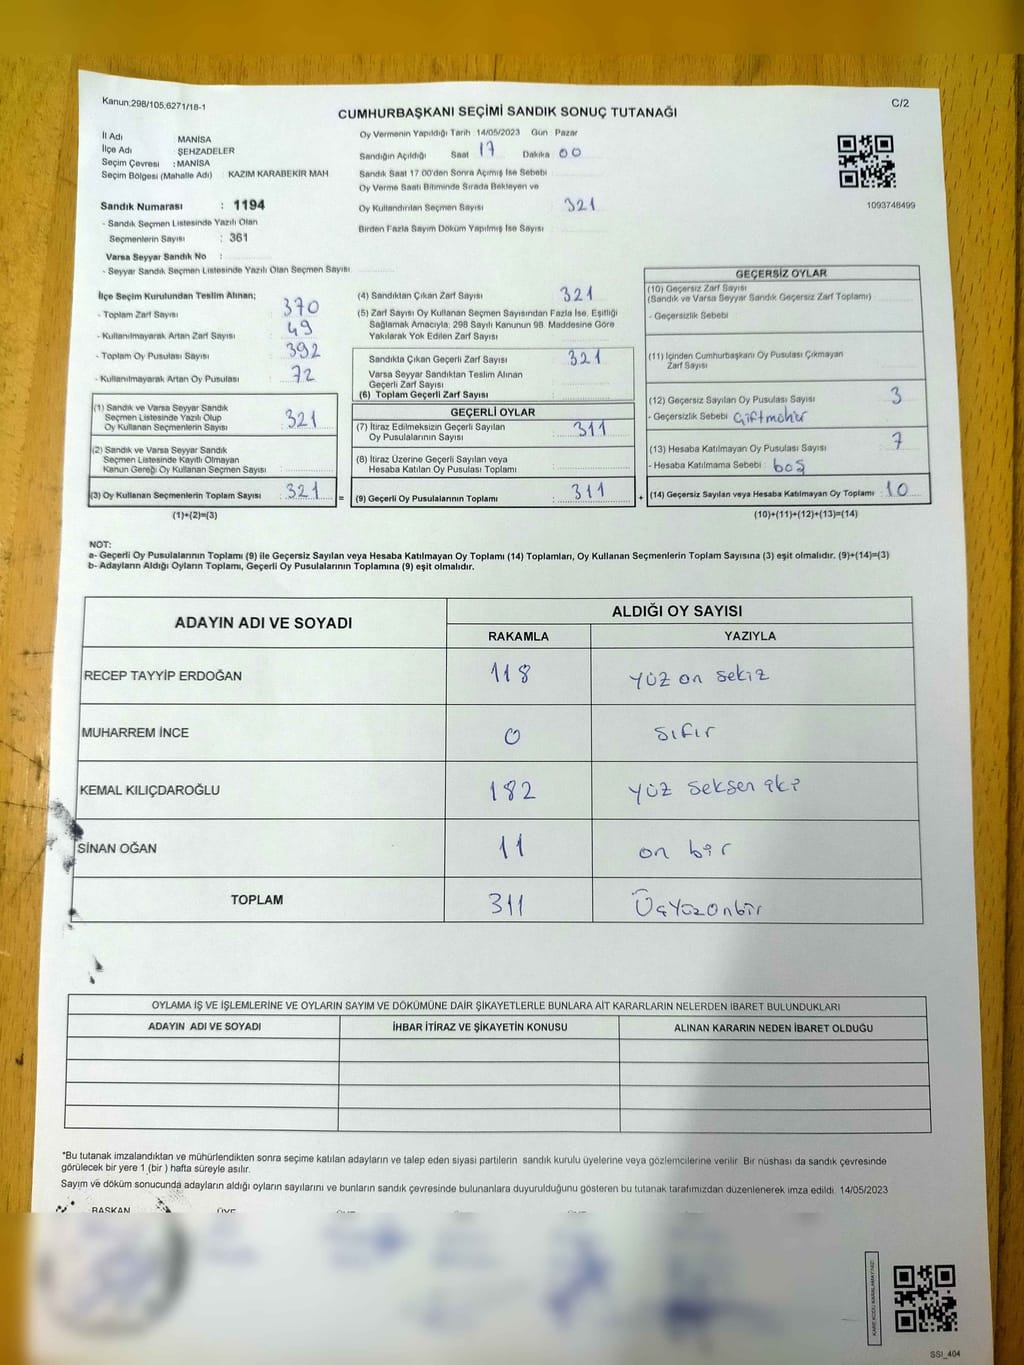 Kanun,298/105,6271/18-1
C/2
CUMHURBAŞKANI SEÇİMİ SANDIK SONUÇ TUTANAĞI
İl Adı MANİSA
İlçe Adı ŞEHZADELER
Seçim Çevresi : MANİSA
Seçim Bölgesi (Mahalle Adı) : KAZIM KARABEKİR MAH
Sandık Numarası : 1194
- Sandık Seçmen Listesinde Yazılı Olan
Seçmenlerin Sayısı : 361
Varsa Seyyar Sandık No :
- Seyyar Sandık Seçmen Listesinde Yazılı Olan Seçmen Sayısı
Oy Vermenin Yapıldığı Tarih 14/05/2023 Gün Pazar
Sandığın Açıldığı Saat 17 Dakika 00
Sandık Saat 17 00'den Sonra Açımış İse Sebebi
Oy Verme Saati Bitiminde Sırada Bekleyen ve
Oy Kullandırılan Seçmen Sayısı 321
Birden Fazla Sayım Döküm Yapılmış İse Sayısı
1093748499
İlçe Seçim Kurulundan Teslim Alınan;
- Toplam Zarf Sayısı : 370
- Kullanılmayarak Artan Zarf Sayısı : 49
- Toplam Oy Pusulası Sayısı : 392
- Kullanılmayarak Artan Oy Pusulası : 72
(1) Sandık ve Varsa Seyyar Sandık
Seçmen Listesinde Yazılı Olup
Oy Kullanan Seçmenlerin Sayısı : 321
(2) Sandık ve Varsa Seyyar Sandık
Seçmen Listesinde Kayıtlı Olmayan
Kanun Gereği Oy Kullanan Seçmen Sayısı :
(3) Oy Kullanan Seçmenlerin Toplam Sayısı : 321 =
(1)+(2)=(3)
(4) Sandıktan Çıkan Zarf Sayısı 321
(5) Zarf Sayısı Oy Kullanan Seçmen Sayısından Fazla İse, Eşitliği
Sağlamak Amacıyla; 298 Sayılı Kanunun 98. Maddesine Göre
Yakılarak Yok Edilen Zarf Sayısı
Sandıkta Çıkan Geçerli Zarf Sayısı 321
Varsa Seyyar Sandıktan Teslim Alınan
Geçerli Zarf Sayısı
(6) Toplam Geçerli Zarf Sayısı
GEÇERLİ OYLAR
(7) İtiraz Edilmeksizin Geçerli Sayılan
Oy Pusulalarının Sayısı : 311
(8) İtiraz Üzerine Geçerli Sayılan veya
Hesaba Katılan Oy Pusulası Toplamı :
(9) Geçerli Oy Pusulalarının Toplamı : 311 +
GEÇERSİZ OYLAR
(10) Geçersiz Zarf Sayısı
(Sandık ve Varsa Seyyar Sandık Geçersiz Zarf Toplamı)
- Geçersizlik Sebebi
(11) İçinden Cumhurbaşkanı Oy Pusulası Çıkmayan
Zarf Sayısı
(12) Geçersiz Sayılan Oy Pusulası Sayısı 3
- Geçersizlik Sebebi Çiftmühür
(13) Hesaba Katılmayan Oy Pusulası Sayısı 7
- Hesaba Katılmama Sebebi : boş
(14) Geçersiz Sayılan veya Hesaba Katılmayan Oy Toplamı : 10
(10)+(11)+(12)+(13)=(14)
NOT:
a- Geçerli Oy Pusulalarının Toplamı (9) ile Geçersiz Sayılan veya Hesaba Katılmayan Oy Toplamı (14) Toplamları, Oy Kullanan Seçmenlerin Toplam Sayısına (3) eşit olmalıdır. (9)+(14)=(3)
b- Adayların Aldığı Oyların Toplamı, Geçerli Oy Pusulalarının Toplamına (9) eşit olmalıdır.
ADAYIN ADI VE SOYADI ALDIĞI OY SAYISI
RAKAMLA YAZIYLA
RECEP TAYYİP ERDOĞAN 118 yüz on sekiz
MUHARREM İNCE 0 sıfır
KEMAL KILIÇDAROĞLU 182 yüz seksen iki
SİNAN OĞAN 11 on bir
TOPLAM 311 Üçyüzonbir
OYLAMA İŞ VE İŞLEMLERİNE VE OYLARIN SAYIM VE DÖKÜMÜNE DAİR ŞİKAYETLERLE BUNLARA AİT KARARLARIN NELERDEN İBARET BULUNDUKLARI
ADAYIN ADI VE SOYADI İHBAR İTİRAZ VE ŞİKAYETİN KONUSU ALINAN KARARIN NEDEN İBARET OLDUĞU
*Bu tutanak imzalandıktan ve mühürlendikten sonra seçime katılan adayların ve talep eden siyasi partilerin sandık kurulu üyelerine veya gözlemcilerine verilir Bir nüshası da sandık çevresinde
görülecek bir yere 1 (bir ) hafta süreyle asılır.
Sayım ve döküm sonucunda adayların aldığı oyların sayılarını ve bunların sandık çevresinde bulunanlara duyurulduğunu gösteren bu tutanak tarafımızdan düzenlenerek imza edildi. 14/05/2023
BAŞKAN ÜYE
SSI_404